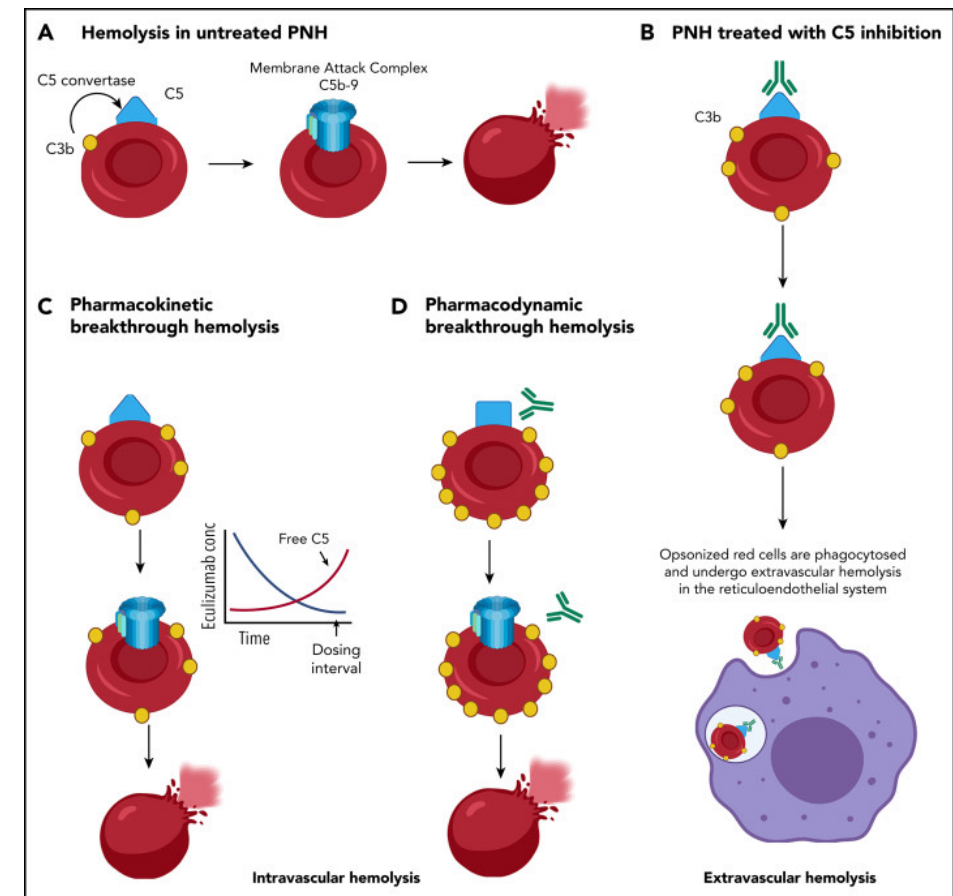 A Hemolysis in untreated PNH
C5 convertase
C5
C3b
Membrane Attack Complex
C5b-9
B PNH treated with C5 inhibition
C3b
Opsonized red cells are phagocytosed
and undergo extravascular hemolysis
in the reticuloendothelial system
Extravascular hemolysis
C Pharmacokinetic
breakthrough hemolysis
Eculizumab conc
Free C5
Time
Dosing
interval
D Pharmacodynamic
breakthrough hemolysis
Intravascular hemolysis